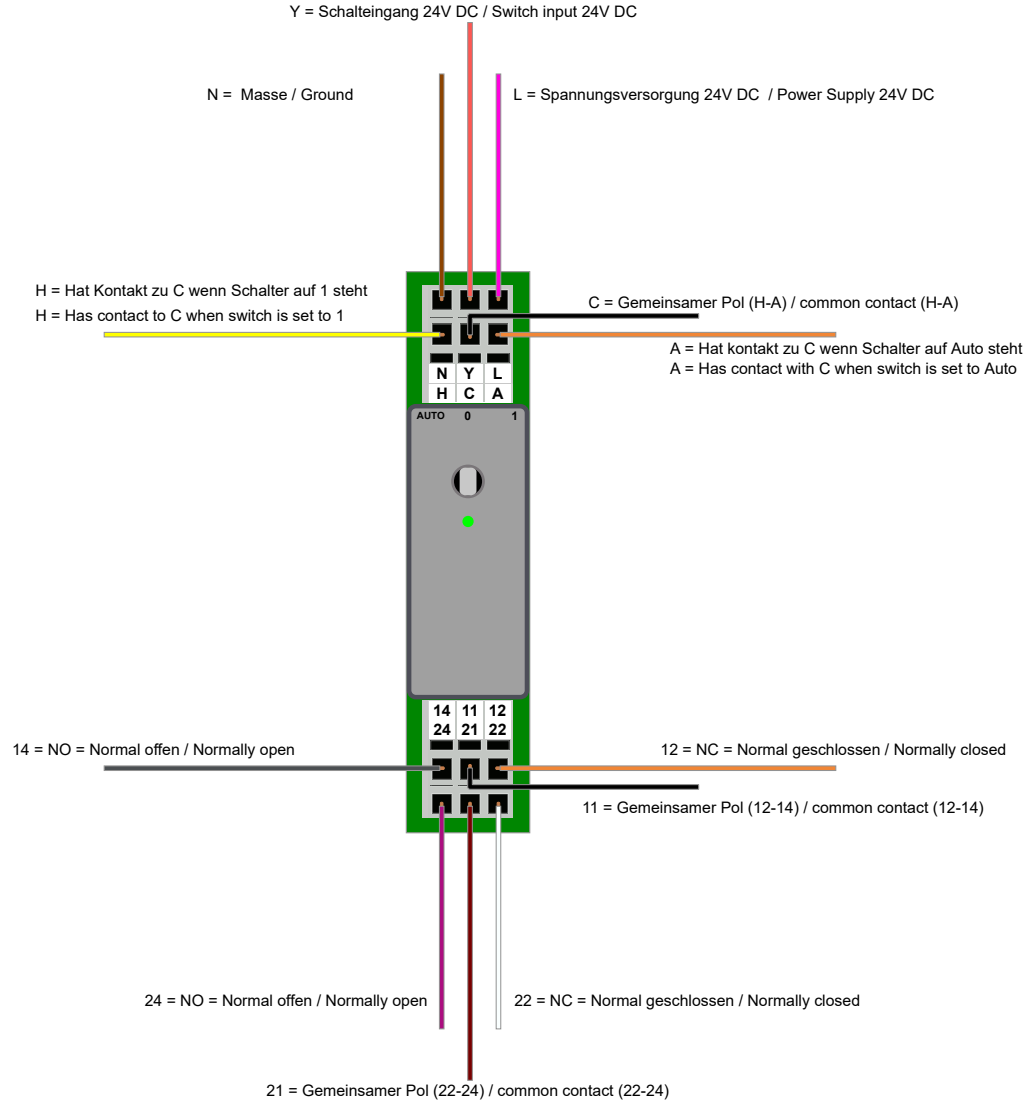 Y = Schalteingang 24V DC / Switch input 24V DC
N = Masse / Ground
L = Spannungsversorgung 24V DC / Power Supply 24V DC
H = Hat Kontakt zu C wenn Schalter auf 1 steht
H = Has contact to C when switch is set to 1
C = Gemeinsamer Pol (H-A) / common contact (H-A)
A = Hat kontakt zu C wenn Schalter auf Auto steht
A = Has contact with C when switch is set to Auto
N Y L
H C A
AUTO 0 1
14 11 12
24 21 22
14 = NO = Normal offen / Normally open
12 = NC = Normal geschlossen / Normally closed
11 = Gemeinsamer Pol (12-14) / common contact (12-14)
24 = NO = Normal offen / Normally open
22 = NC = Normal geschlossen / Normally closed
21 = Gemeinsamer Pol (22-24) / common contact (22-24)